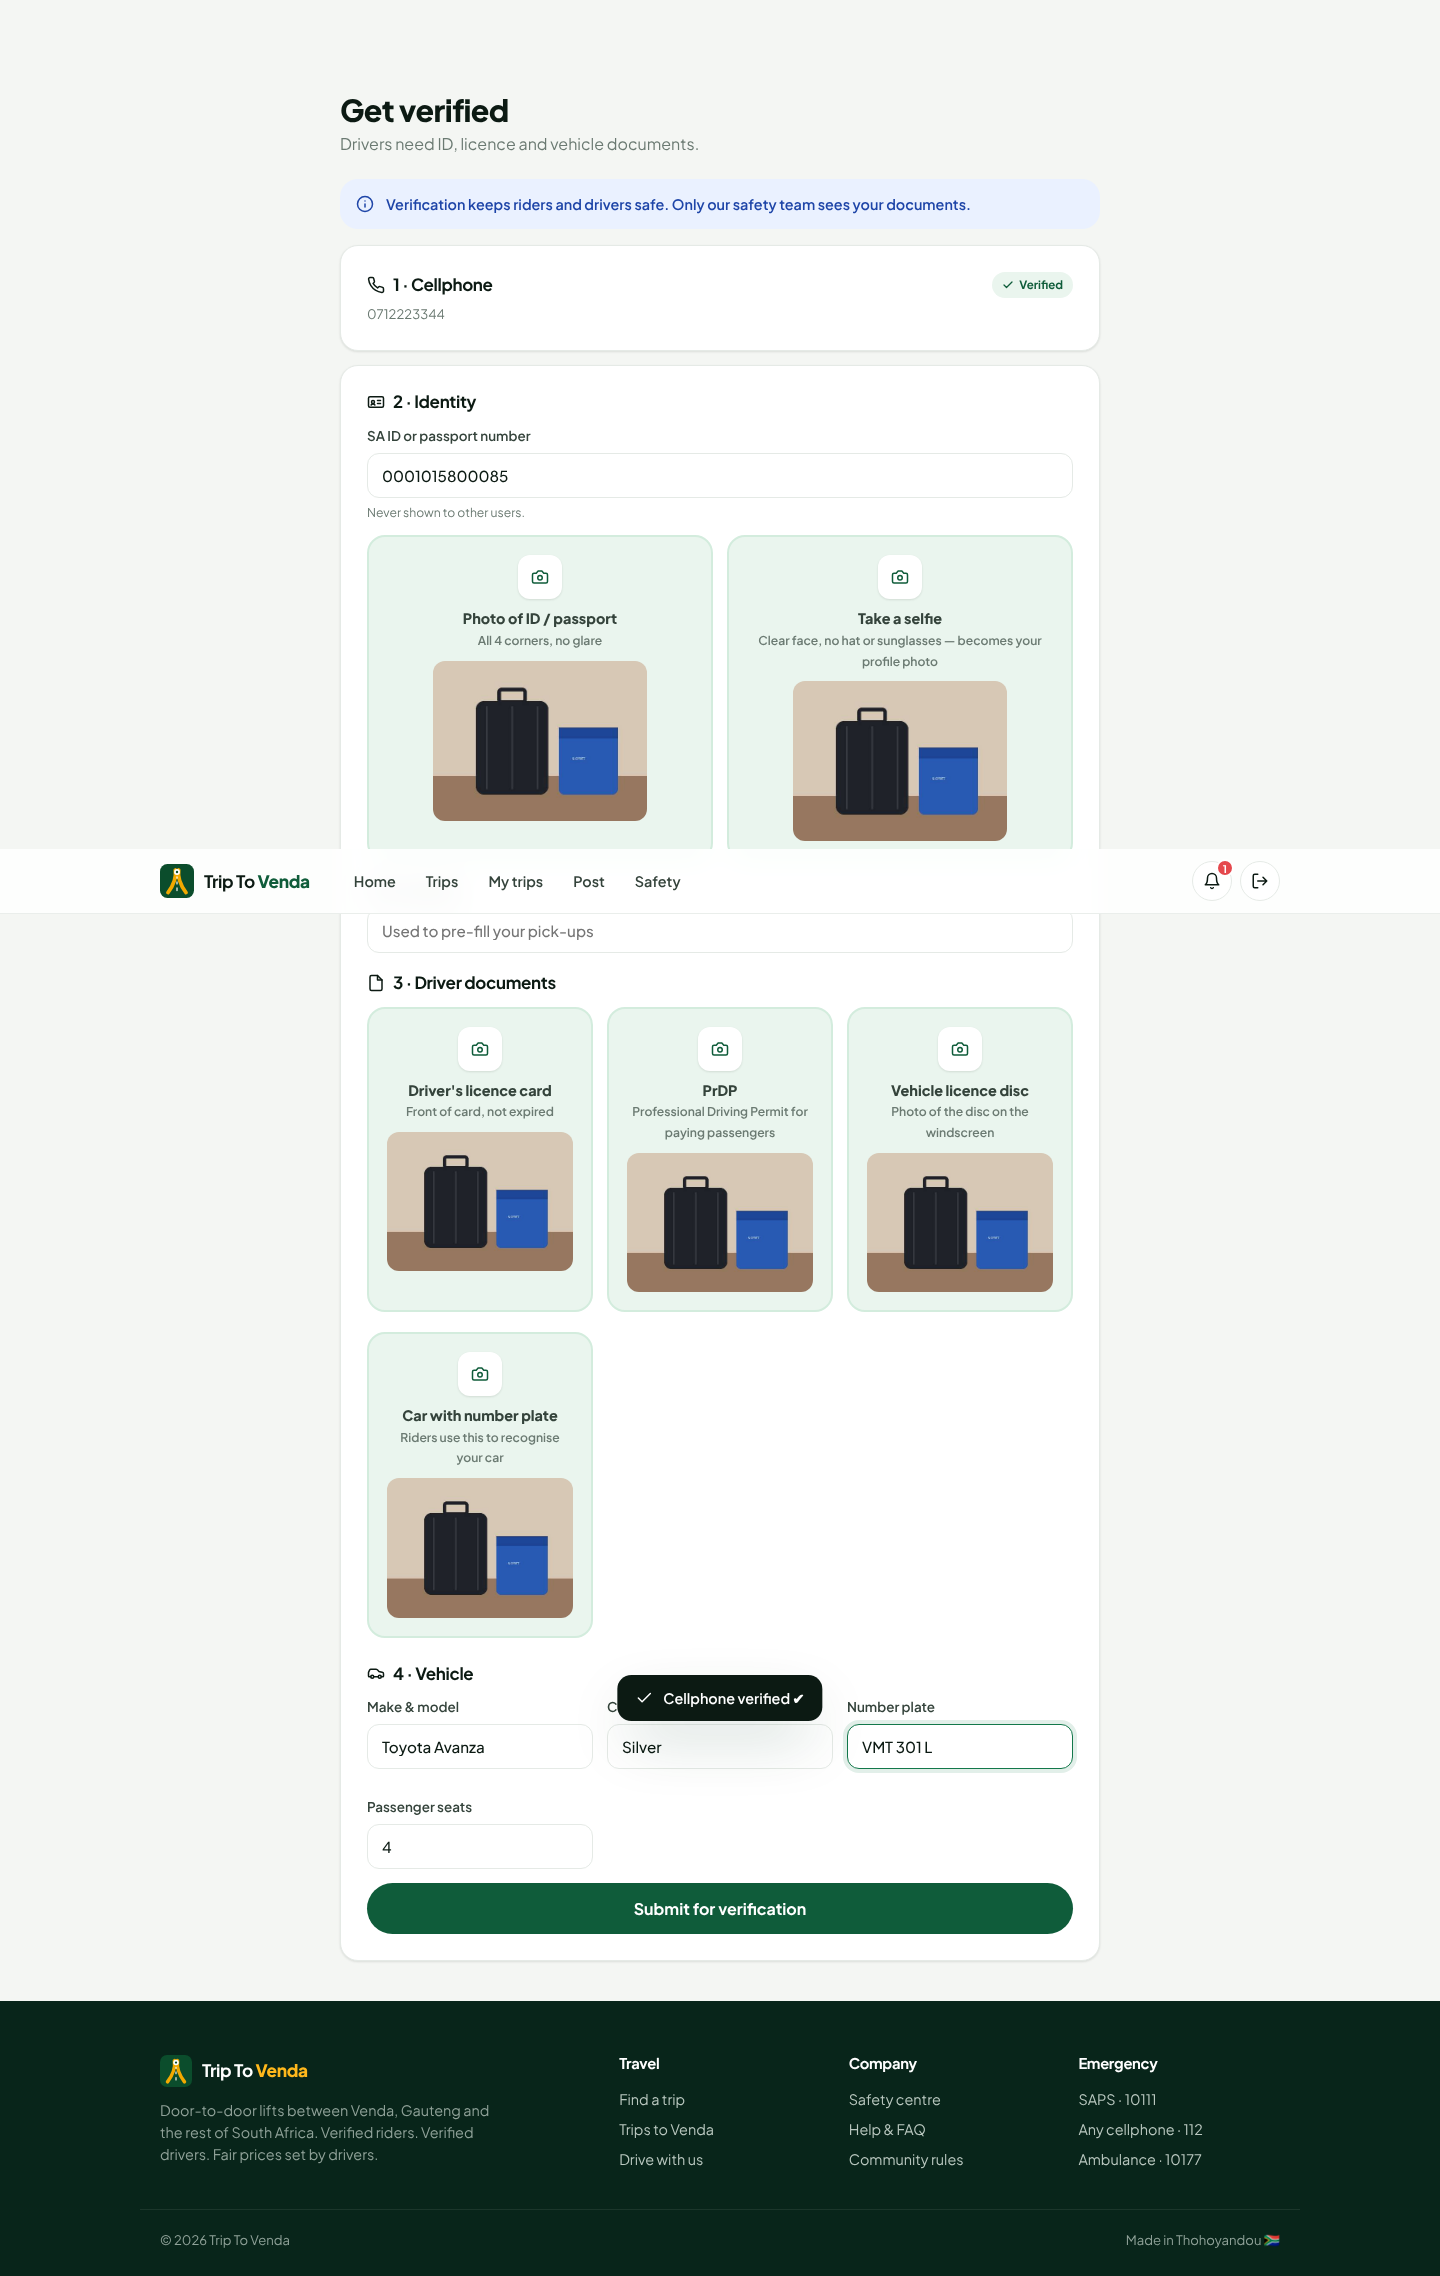 Get verified
Drivers need ID, licence and vehicle documents.
Verification keeps riders and drivers safe. Only our safety team sees your documents.
1 · Cellphone
Verified
0712223344
2 · Identity
SA ID or passport number
0001015800085
Never shown to other users.
Photo of ID / passport
All 4 corners, no glare
Take a selfie
Clear face, no hat or sunglasses — becomes your
profile photo
Trip To Venda
Home
Trips
My trips
Post
Safety
1
Used to pre-fill your pick-ups
3 · Driver documents
Driver's licence card
Front of card, not expired
PrDP
Professional Driving Permit for
paying passengers
Vehicle licence disc
Photo of the disc on the
windscreen
Car with number plate
Riders use this to recognise
your car
4 · Vehicle
Cellphone verified ✔
Make & model
Number plate
Toyota Avanza
Silver
VMT 301 L
Passenger seats
4
Submit for verification
Trip To Venda
Door-to-door lifts between Venda, Gauteng and
the rest of South Africa. Verified riders. Verified
drivers. Fair prices set by drivers.
Travel
Find a trip
Trips to Venda
Drive with us
Company
Safety centre
Help & FAQ
Community rules
Emergency
SAPS · 10111
Any cellphone · 112
Ambulance · 10177
© 2026 Trip To Venda
Made in Thohoyandou 🇿🇦